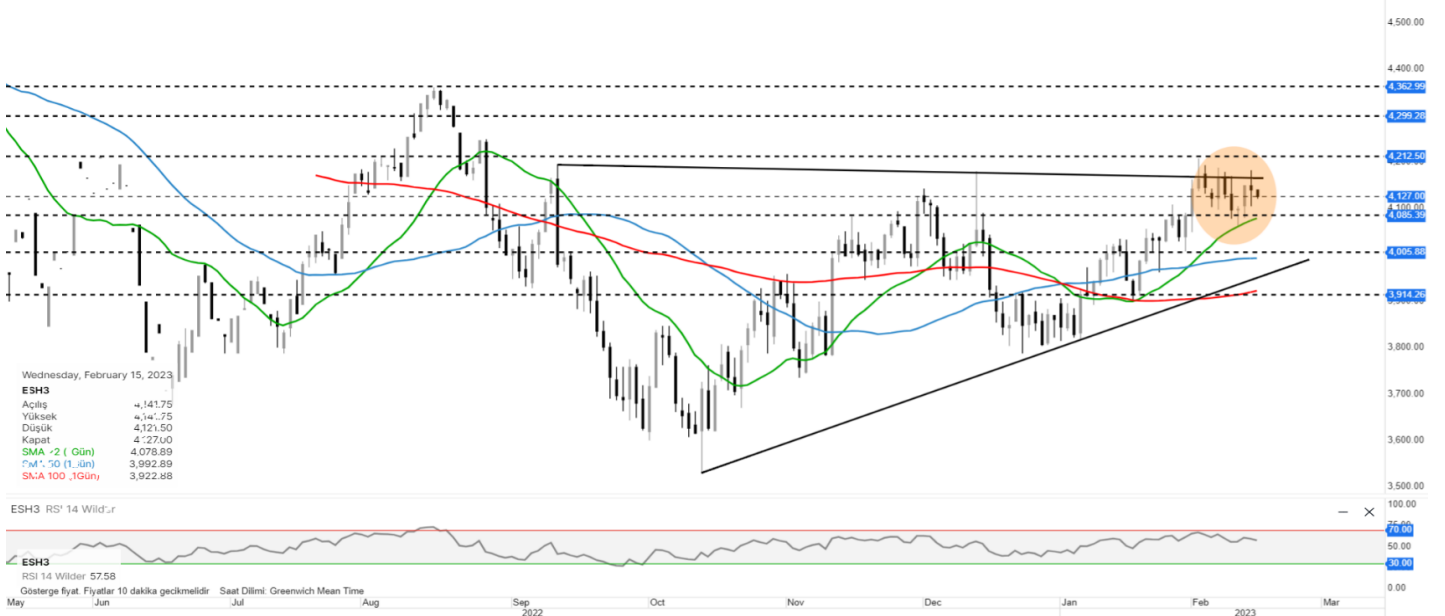 4,500.00
4,400.00
4,362.99
4,299.28
4,212.50
4,127.00
4,100.00
4,085.39
4,005.88
3,914.26
3,800.00
3,700.00
3,600.00
3,500.00
Wednesday, February 15, 2023
ESH3
Açılış
Yüksek
Düşük 4,121.50
Kapat
SMA Gün) 4,078.89
3,992.89
SMA 100 1Gün) 3,922.88
ESH3 RSI 14 Wilder
100.00
70.00
50.00
30.00
0.00
ESH3
RSI 14 Wilder 57.58
Gösterge fiyat. Fiyatlar 10 dakika gecikmelidir Saat Dilimi: Greenwich Mean Time
May Jun Jul Aug Sep Oct Nov Dec Jan Feb Mar
2022 2023